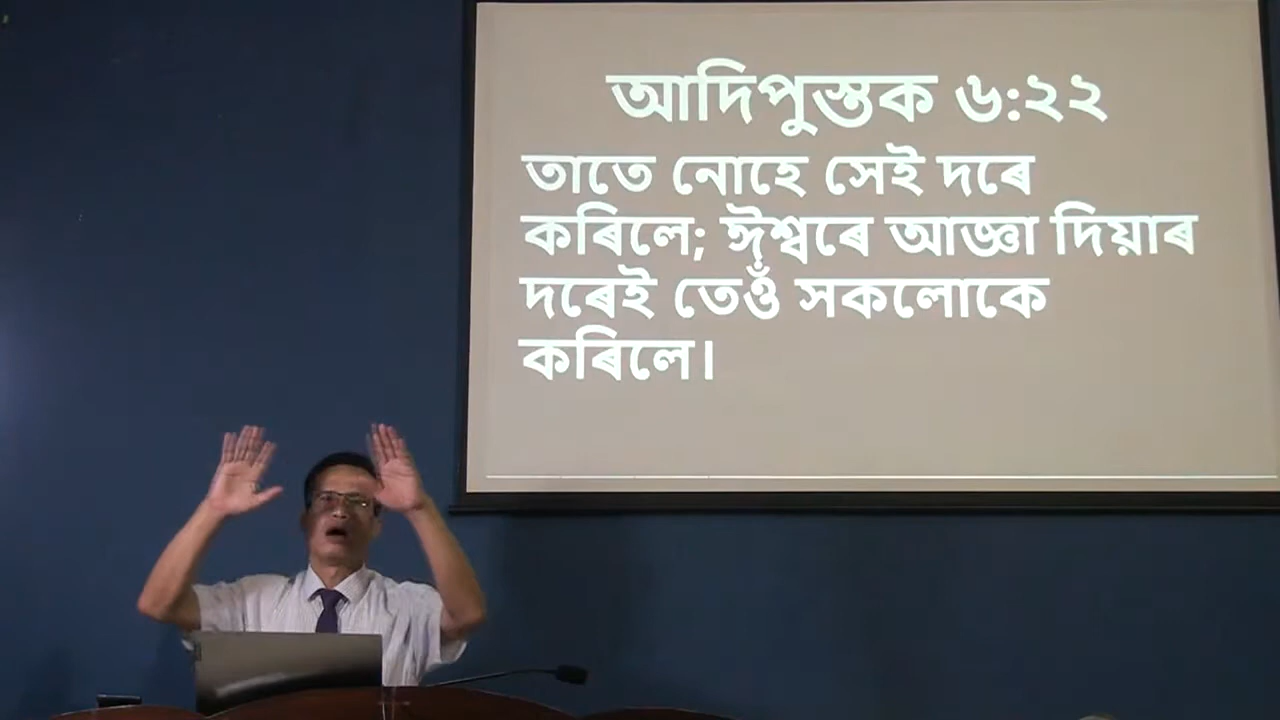 আদিপুস্তক ৬:২২
তাতে নোহে সেই দৰে
কৰিলে; ঈশ্বৰে আজ্ঞা দিয়াৰ
দৰেই তেওঁ সকলোকে
কৰিলে।